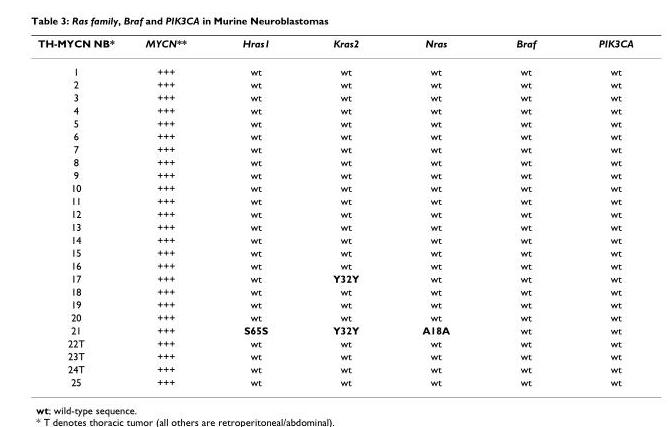 Table 3: Ras family, Braf and PIK3CA in Murine Neuroblastomas
TH-MYCN NB* MYCN** Hras1 Kras2 Nras Braf PIK3CA
1 +++ wt wt wt wt wt
2 +++ wt wt wt wt wt
3 +++ wt wt wt wt wt
4 +++ wt wt wt wt wt
5 +++ wt wt wt wt wt
6 +++ wt wt wt wt wt
7 +++ wt wt wt wt wt
8 +++ wt wt wt wt wt
9 +++ wt wt wt wt wt
10 +++ wt wt wt wt wt
11 +++ wt wt wt wt wt
12 +++ wt wt wt wt wt
13 +++ wt wt wt wt wt
14 +++ wt wt wt wt wt
15 +++ wt wt wt wt wt
16 +++ wt wt wt wt wt
17 +++ wt Y32Y wt wt wt
18 +++ wt wt wt wt wt
19 +++ wt wt wt wt wt
20 +++ wt wt wt wt wt
21 +++ S65S Y32Y A18A wt wt
22T +++ wt wt wt wt wt
23T +++ wt wt wt wt wt
24T +++ wt wt wt wt wt
25 +++ wt wt wt wt wt
wt: wild-type sequence.
* T denotes thoracic tumor (all others are retroperitoneal/abdominal).